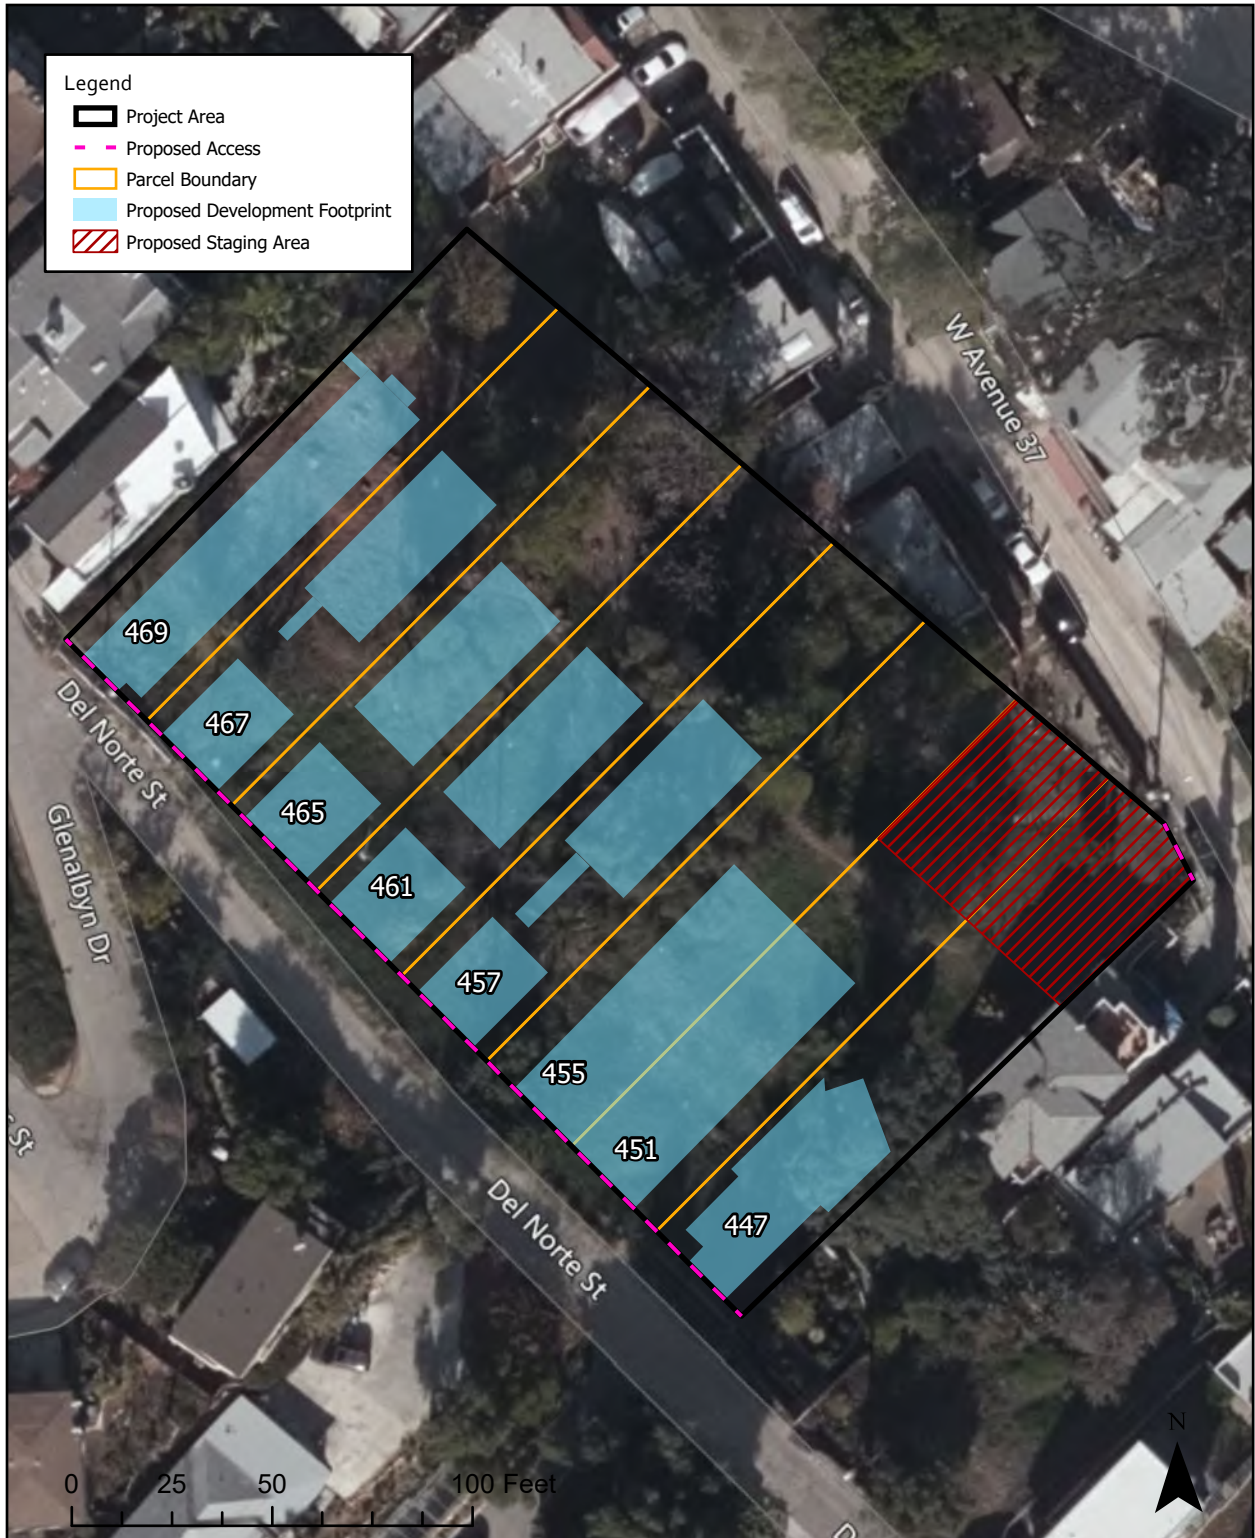 Legend
Project Area
Proposed Access
Parcel Boundary
Proposed Development Footprint
Proposed Staging Area
W Avenue 37
469
467
465
461
457
455
451
447
Del Norte St
Glenalbyn Dr
St
Del Norte St
N
0 25 50 100 Feet